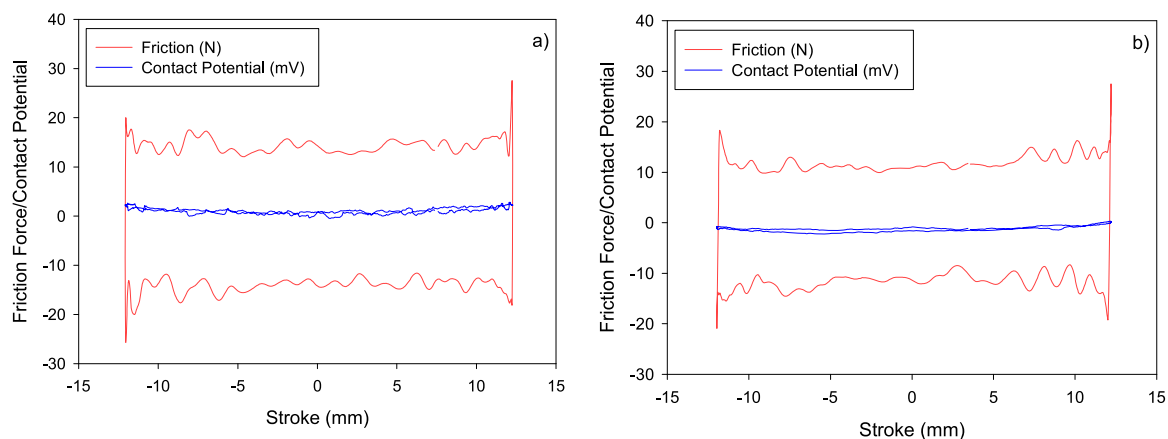 a)
Friction (N)
Contact Potential (mV)
Friction Force/Contact Potential
40
30
20
10
0
-10
-20
-30
-15 -10 -5 0 5 10 15
Stroke (mm)
b)
Friction (N)
Contact Potential (mV)
Friction Force/Contact Potential
40
30
20
10
0
-10
-20
-30
-15 -10 -5 0 5 10 15
Stroke (mm)